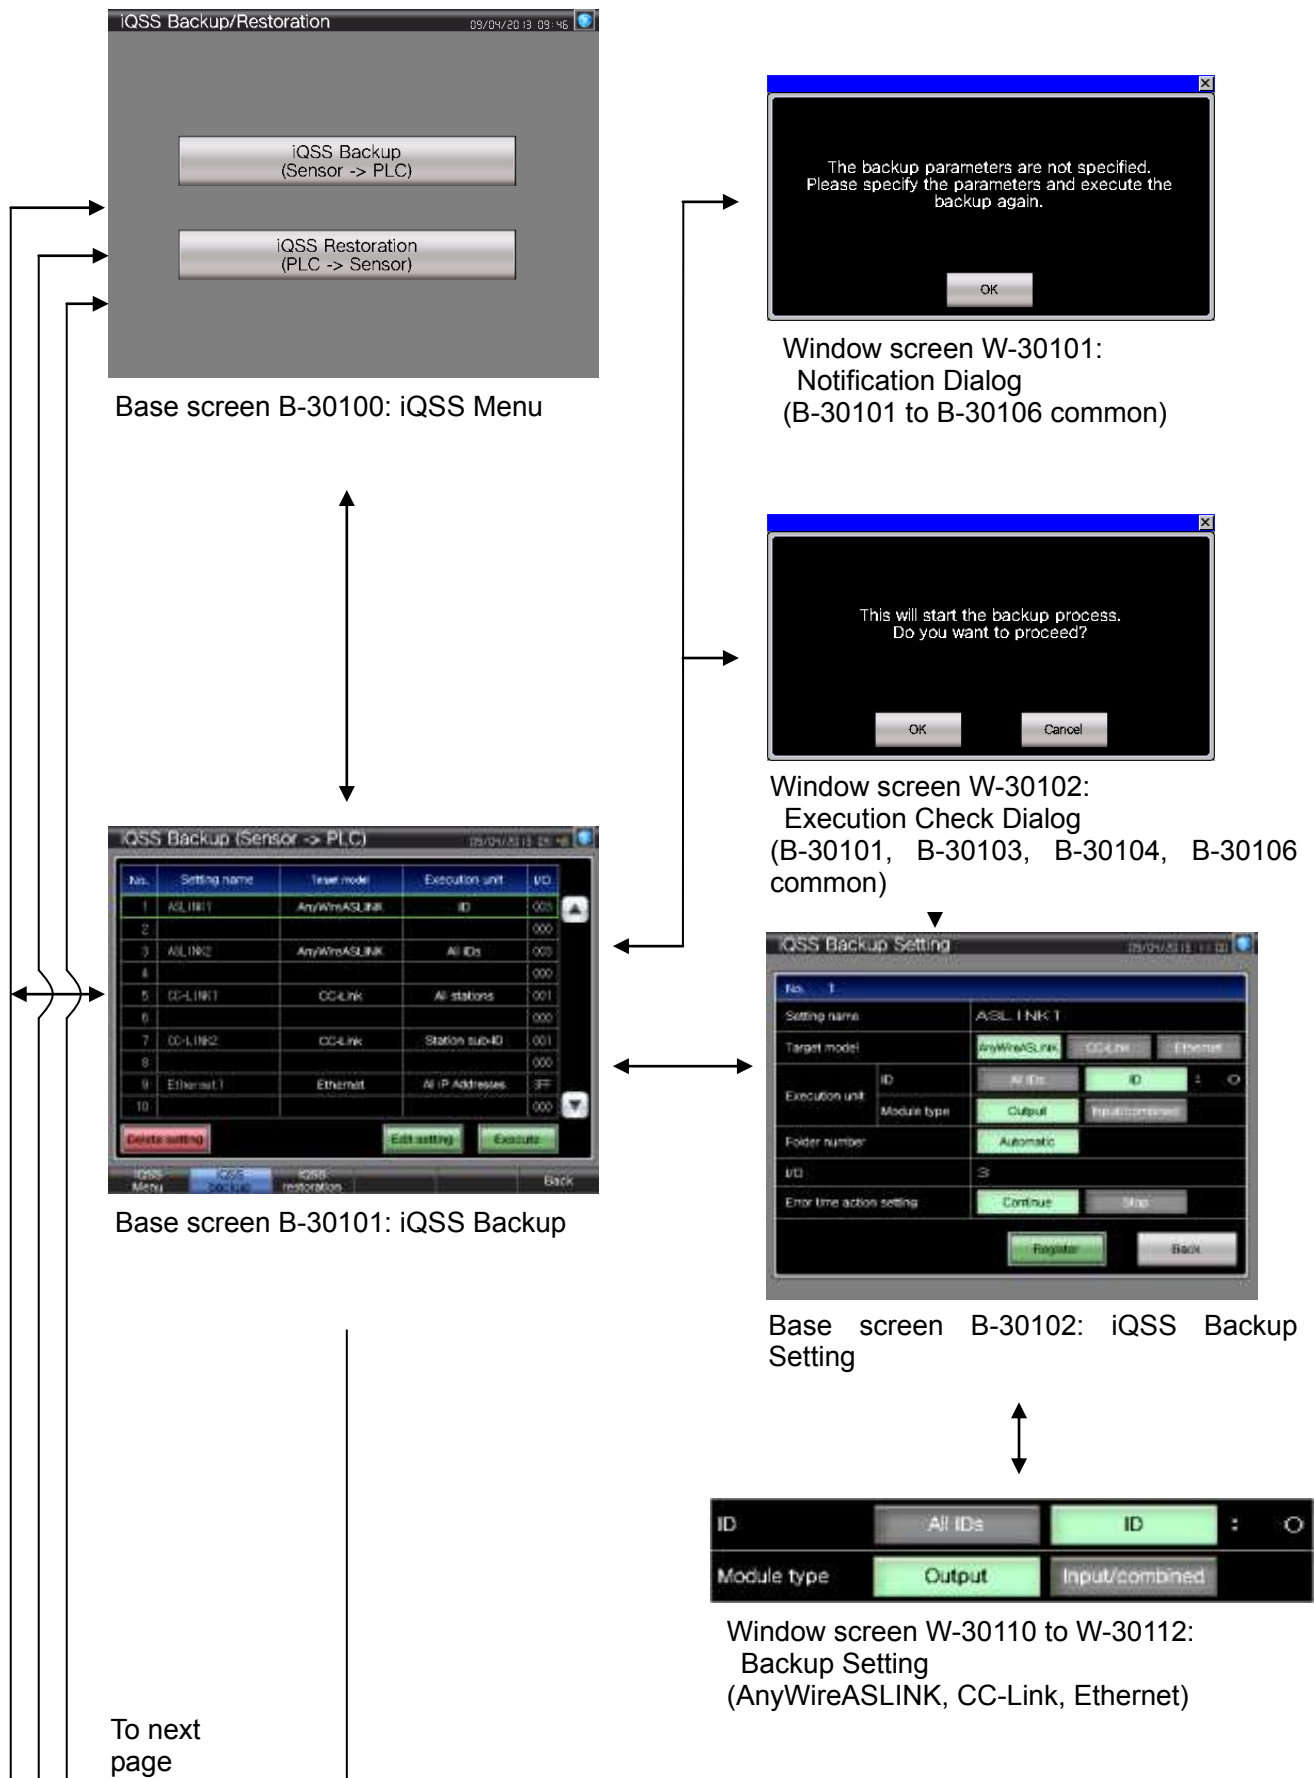 iQSS Backup/Restoration
09/04/2013 09:46
iQSS Backup
(Sensor -> PLC)
iQSS Restoration
(PLC -> Sensor)
Base screen B-30100: iQSS Menu
The backup parameters are not specified.
Please specify the parameters and execute the
backup again.
OK
Window screen W-30101:
Notification Dialog
(B-30101 to B-30106 common)
This will start the backup process.
Do you want to proceed?
OK
Cancel
Window screen W-30102:
Execution Check Dialog
(B-30101, B-30103, B-30104, B-30106
common)
iQSS Backup (Sensor -> PLC)
No. Setting name Target model Execution unit I/O
1 ASLINK1 AnyWireASLINK ID 003
2 000
3 ASLINK2 AnyWireASLINK All IDs 003
4 000
5 CC-LINK1 CC-Link All stations 001
6 000
7 CC-LINK2 CC-Link Station sub-ID 001
8 000
9 Ethernet1 Ethernet All IP Addresses 3FF
10 000
Delete setting Edit setting Execute
iQSS Menu iQSS backup iQSS restoration Back
Base screen B-30101: iQSS Backup
iQSS Backup Setting
No. 1
Setting name ASLINK1
Target model AnyWireASLINK CC-Link Ethernet
Execution unit
ID All IDs ID : 0
Module type Output Input/combined
Folder number Automatic
I/O 3
Error time action setting Continue Stop
Register Back
Base screen B-30102: iQSS Backup
Setting
ID All IDs ID : 0
Module type Output Input/combined
Window screen W-30110 to W-30112:
Backup Setting
(AnyWireASLINK, CC-Link, Ethernet)
To next
page